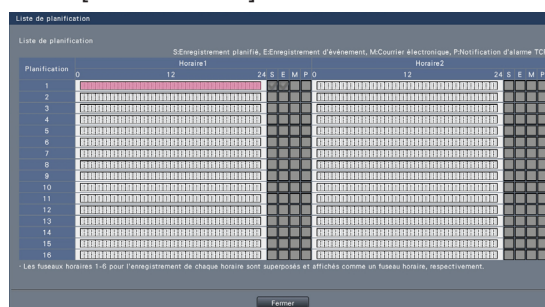 Liste de planification
Liste de planification
S:Enregistrement planifié, E:Enregistrement d'événement, M:Courrier électronique, P:Notification d'alarme TCP
Planification Horaire1 Horaire2
0 12 24 S E M P 0 12 24 S E M P
1
2
3
4
5
6
7
8
9
10
11
12
13
14
15
16
- Les fuseaux horaires 1-6 pour l'enregistrement de chaque horaire sont superposés et affichés comme un fuseau horaire, respectivement.
Fermer